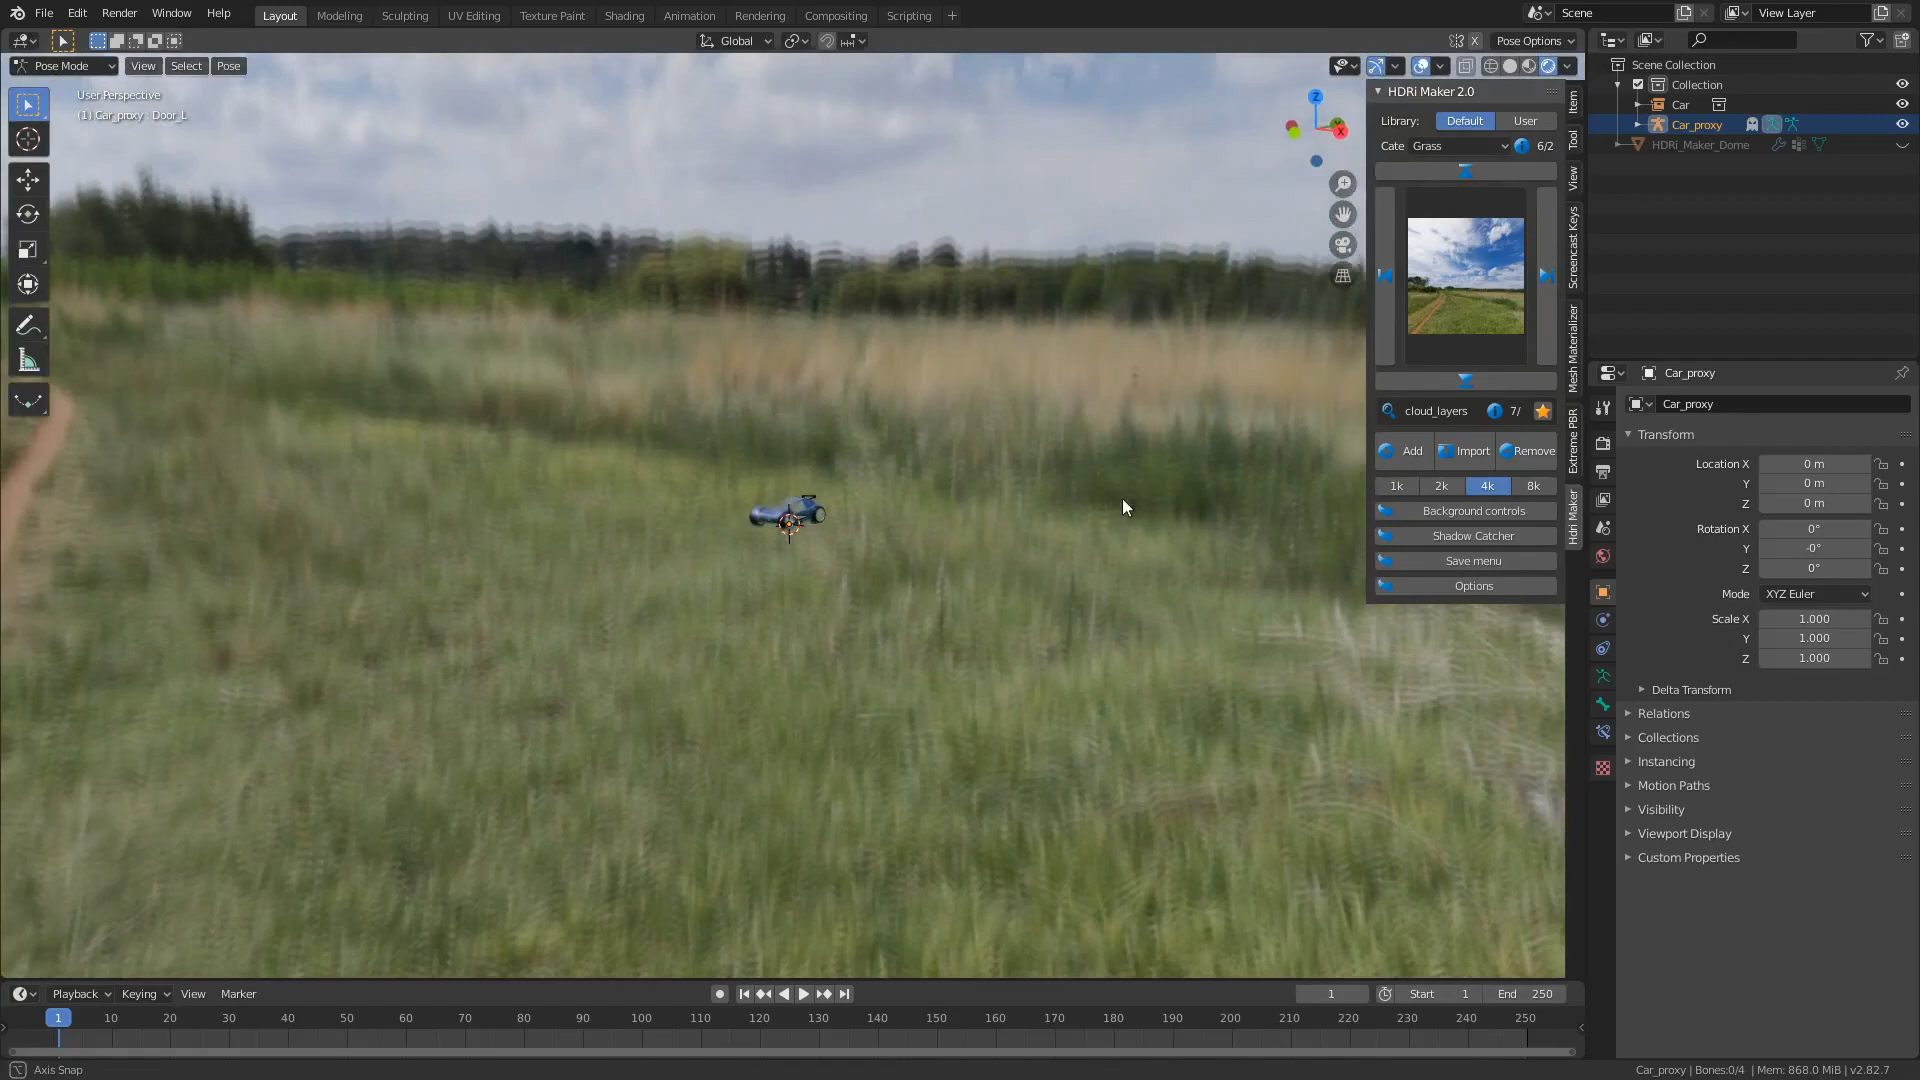 File Edit Render Window Help Layout Modeling Sculpting UV Editing Texture Paint Shading Animation Rendering Compositing Scripting + Scene View Layer
Global X Pose Options
Pose Mode View Select Pose
User Perspective
(1) Car_proxy : Door_L
Z
X
HDRi Maker 2.0
Library: Default User
Cate Grass 6/2
cloud_layers 7/
Add Import Remove
1k 2k 4k 8k
Background controls
Shadow Catcher
Save menu
Options
Item
Tool
View
Screencast Keys
Mesh Materializer
Extreme PBR
Hdri Maker
Scene Collection
Collection
Car
Car_proxy
HDRi_Maker_Dome
Car_proxy
Car_proxy
Transform
Location X 0 m
Y 0 m
Z 0 m
Rotation X 0°
Y -0°
Z 0°
Mode XYZ Euler
Scale X 1.000
Y 1.000
Z 1.000
Delta Transform
Relations
Collections
Instancing
Motion Paths
Visibility
Viewport Display
Custom Properties
Playback Keying View Marker 1 Start 1 End 250
1 10 20 30 40 50 60 70 80 90 100 110 120 130 140 150 160 170 180 190 200 210 220 230 240 250
Axis Snap Car_proxy | Bones:0/4 | Mem: 868.0 MiB | v2.82.7